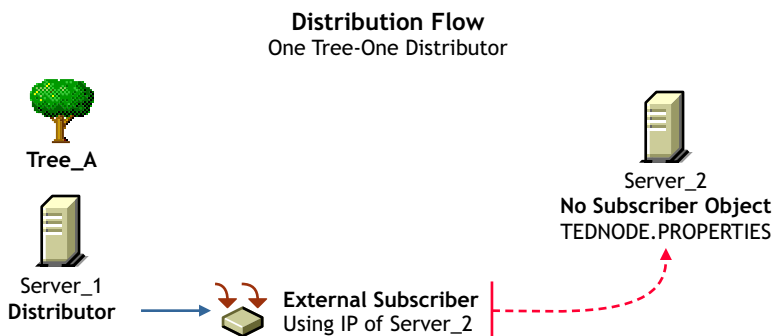 Distribution Flow
One Tree-One Distributor
Tree_A
Server_2
No Subscriber Object
TEDNODE.PROPERTIES
Server_1
Distributor
External Subscriber
Using IP of Server_2